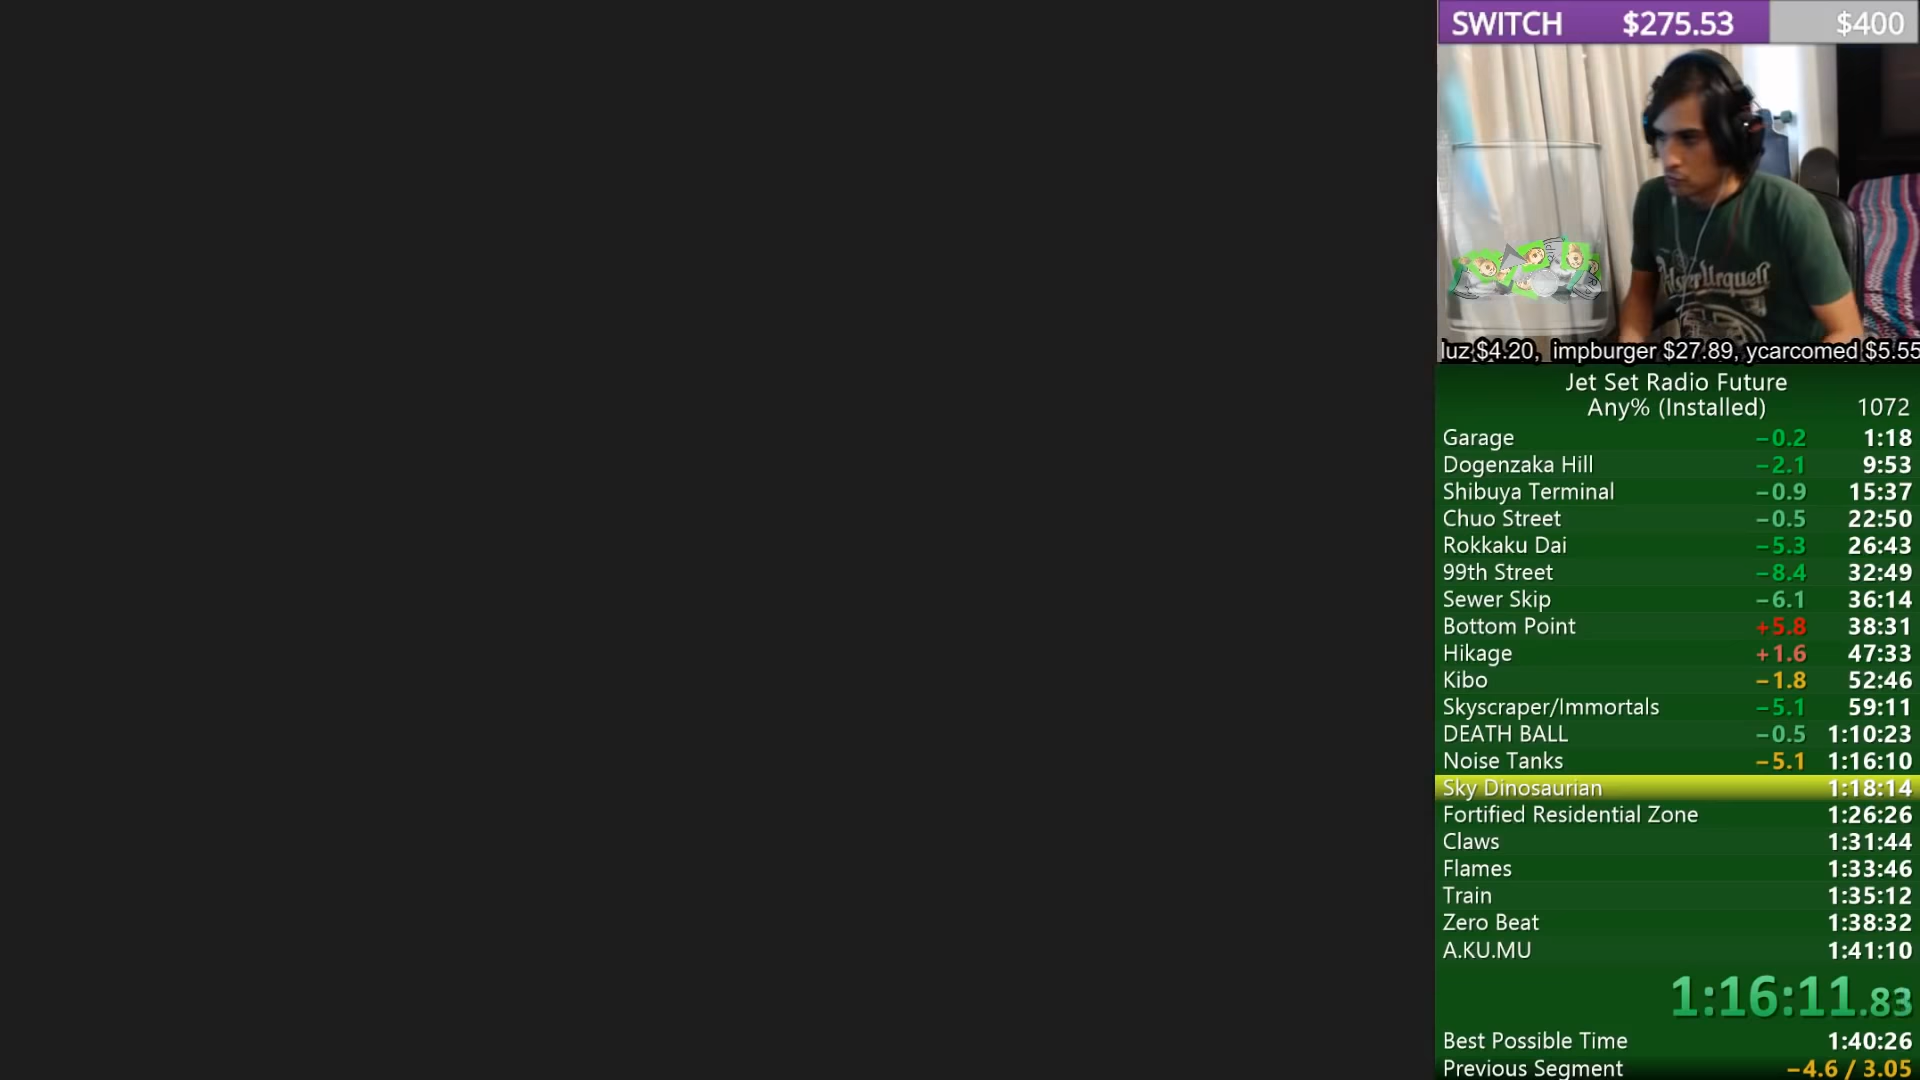 SWITCH $275.53 $400
luz $4.20, impburger $27.89, ycarcomed $5.55
Jet Set Radio Future
Any% (Installed) 1072
Garage −0.2 1:18
Dogenzaka Hill −2.1 9:53
Shibuya Terminal −0.9 15:37
Chuo Street −0.5 22:50
Rokkaku Dai −5.3 26:43
99th Street −8.4 32:49
Sewer Skip −6.1 36:14
Bottom Point +5.8 38:31
Hikage +1.6 47:33
Kibo −1.8 52:46
Skyscraper/Immortals −5.1 59:11
DEATH BALL −0.5 1:10:23
Noise Tanks −5.1 1:16:10
Sky Dinosaurian 1:18:14
Fortified Residential Zone 1:26:26
Claws 1:31:44
Flames 1:33:46
Train 1:35:12
Zero Beat 1:38:32
A.KU.MU 1:41:10
1:16:11.83
Best Possible Time 1:40:26
Previous Segment −4.6 / 3.05